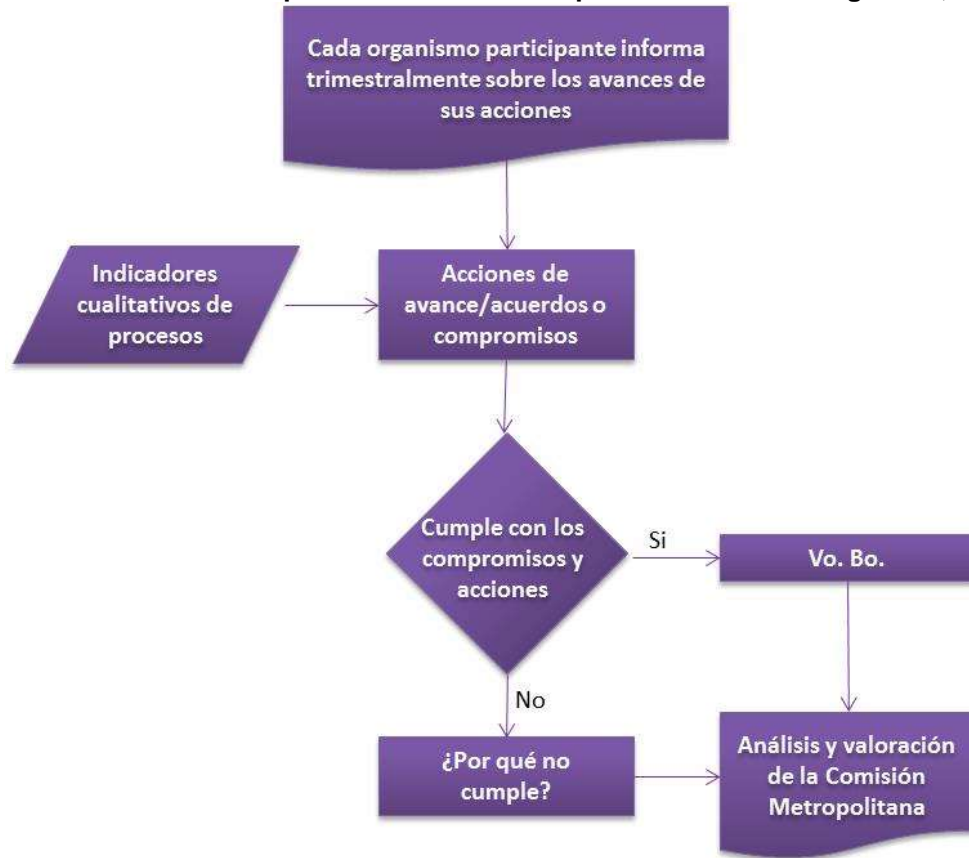 Cada organismo participante informa
trimestralmente sobre los avances de
sus acciones
Indicadores
cualitativos de
procesos
Acciones de
avance/acuerdos o
compromisos
Cumple con los
compromisos y
acciones
Si
Vo. Bo.
No
¿Por qué no
cumple?
Análisis y valoración
de la Comisión
Metropolitana